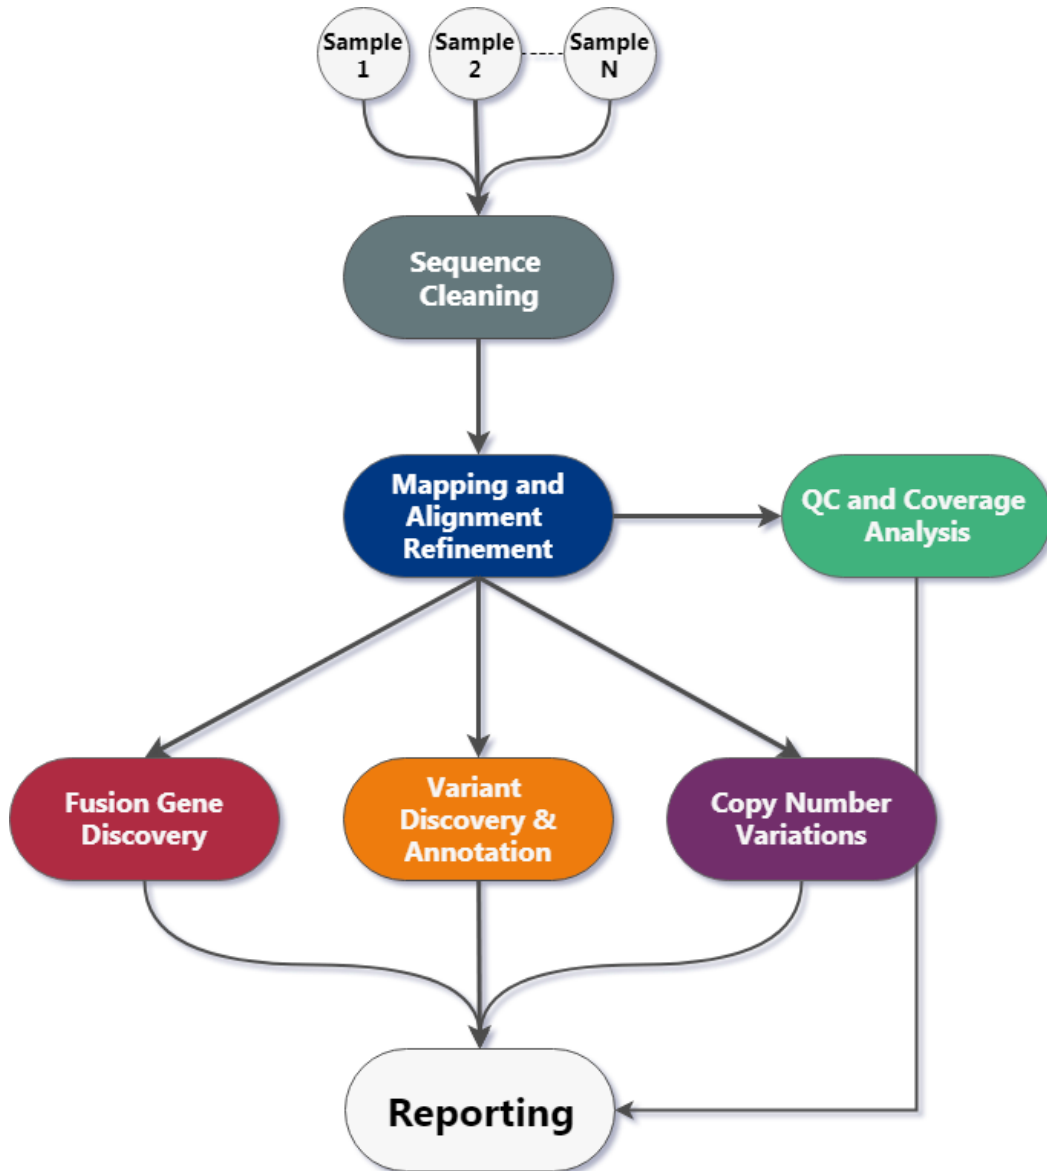 Sample
1
Sample
2
Sample
N
Sequence
Cleaning
Mapping and
Alignment
Refinement
QC and Coverage
Analysis
Fusion Gene
Discovery
Variant
Discovery &
Annotation
Copy Number
Variations
Reporting